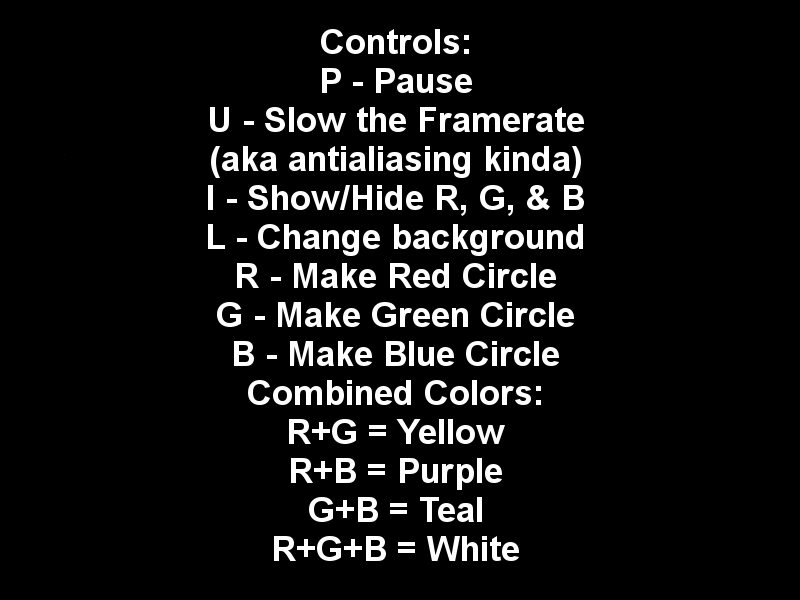 Controls:
P - Pause
U - Slow the Framerate
(aka antialiasing kinda)
I - Show/Hide R, G, & B
L - Change background
R - Make Red Circle
G - Make Green Circle
B - Make Blue Circle
Combined Colors:
R+G = Yellow
R+B = Purple
G+B = Teal
R+G+B = White